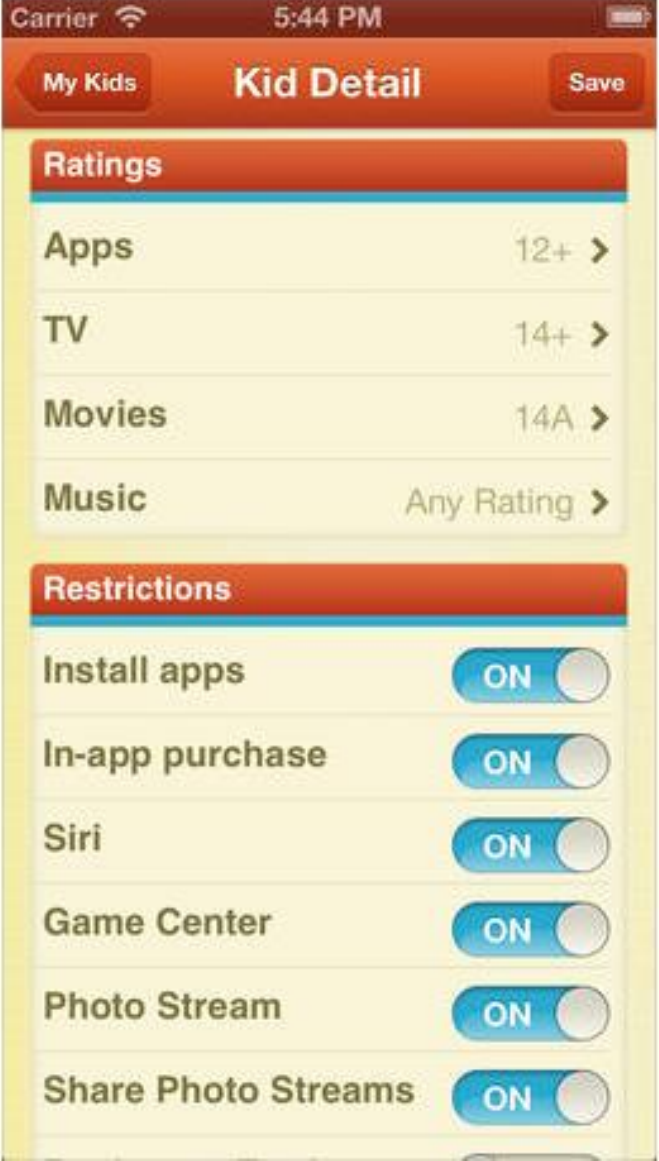 Carrier 5:44 PM
My Kids Kid Detail Save
Ratings
Apps 12+
TV 14+
Movies 14A
Music Any Rating
Restrictions
Install apps ON
In-app purchase ON
Siri ON
Game Center ON
Photo Stream ON
Share Photo Streams ON